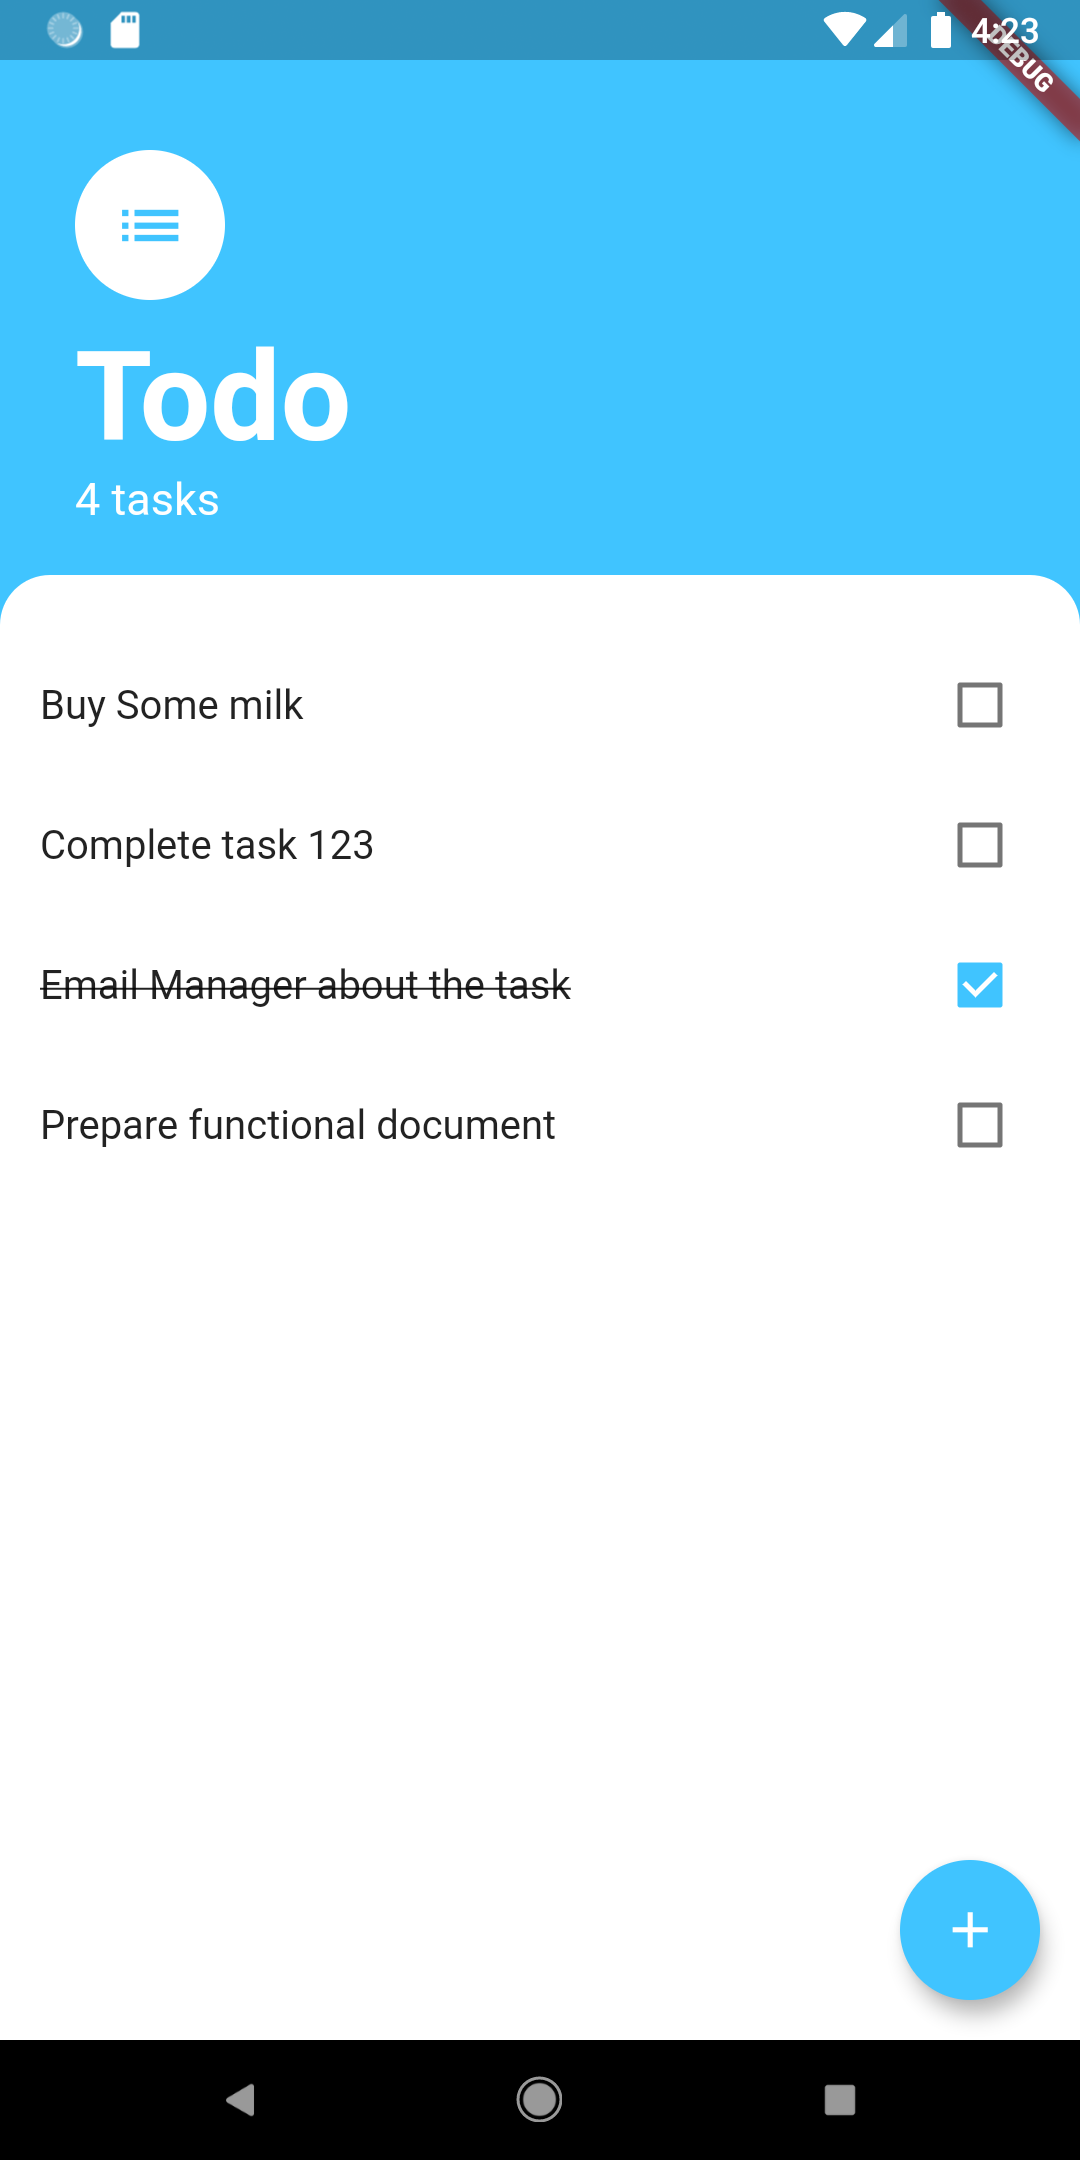 4:23
DEBUG
Todo
4 tasks
Buy Some milk
Complete task 123
Email Manager about the task
Prepare functional document